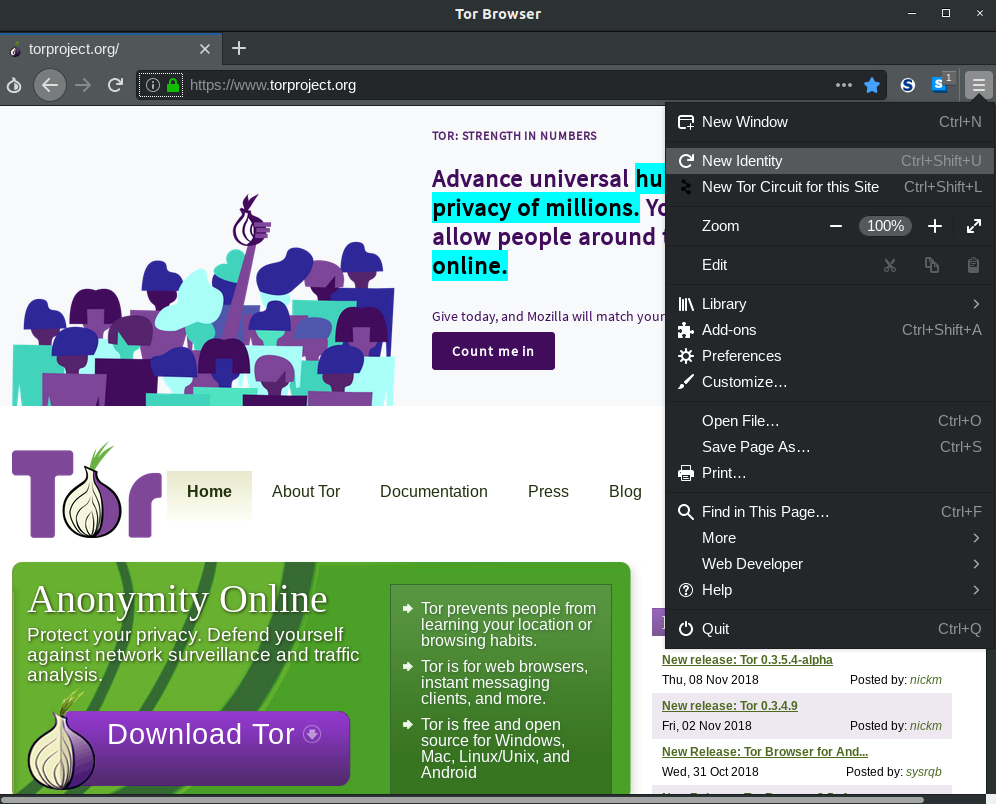 Tor Browser
torproject.org/
https://www.torproject.org
1
New Window Ctrl+N
New Identity Ctrl+Shift+U
New Tor Circuit for this Site Ctrl+Shift+L
Zoom 100%
Edit
Library
Add-ons Ctrl+Shift+A
Preferences
Customize…
Open File… Ctrl+O
Save Page As… Ctrl+S
Print…
Find in This Page… Ctrl+F
More
Web Developer
Help
Quit Ctrl+Q
TOR: STRENGTH IN NUMBERS
Advance universal hu
privacy of millions. Yo
allow people around t
online.
Give today, and Mozilla will match your
Count me in
Tor
Home About Tor Documentation Press Blog
Anonymity Online
Protect your privacy. Defend yourself
against network surveillance and traffic
analysis.
Download Tor
Tor prevents people from
learning your location or
browsing habits.
Tor is for web browsers,
instant messaging
clients, and more.
Tor is free and open
source for Windows,
Mac, Linux/Unix, and
Android
New release: Tor 0.3.5.4-alpha
Thu, 08 Nov 2018 Posted by: nickm
New release: Tor 0.3.4.9
Fri, 02 Nov 2018 Posted by: nickm
New Release: Tor Browser for And...
Wed, 31 Oct 2018 Posted by: sysrqb